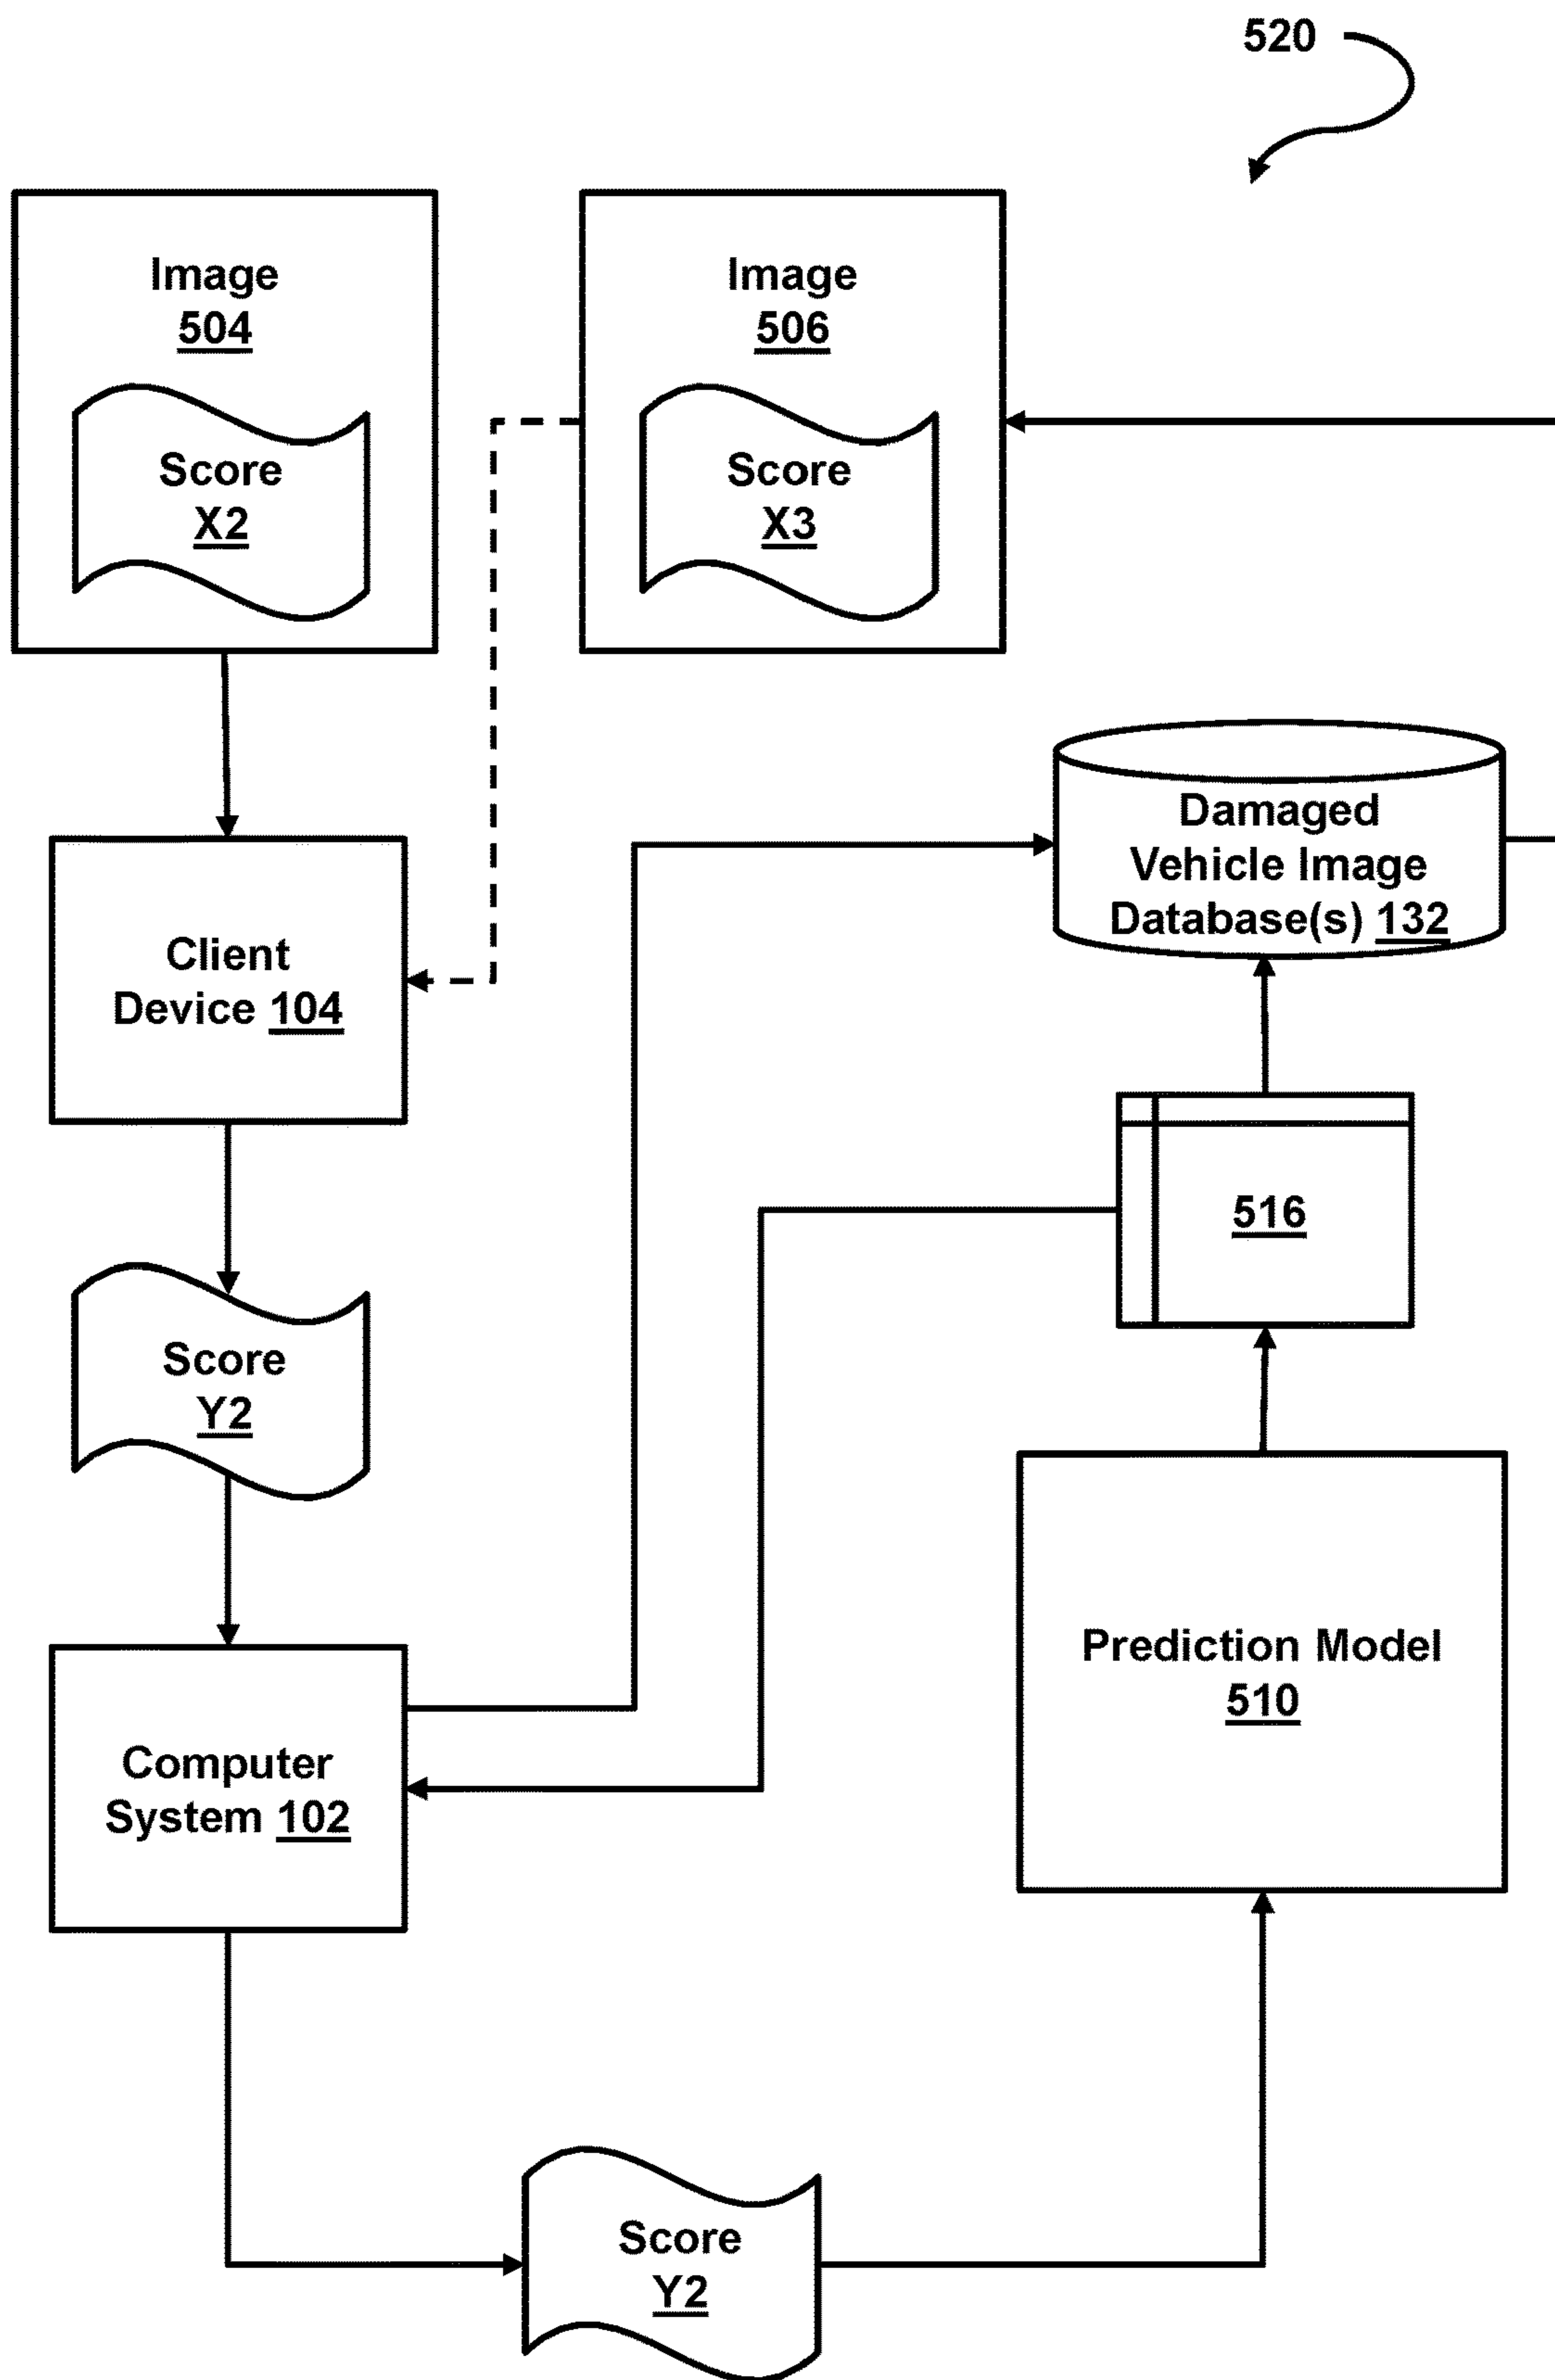 520
Image
504
Score
X2
Image
506
Score
X3
Damaged
Vehicle Image
Database(s) 132
Client
Device 104
516
Score
Y2
Prediction Model
510
Computer
System 102
Score
Y2